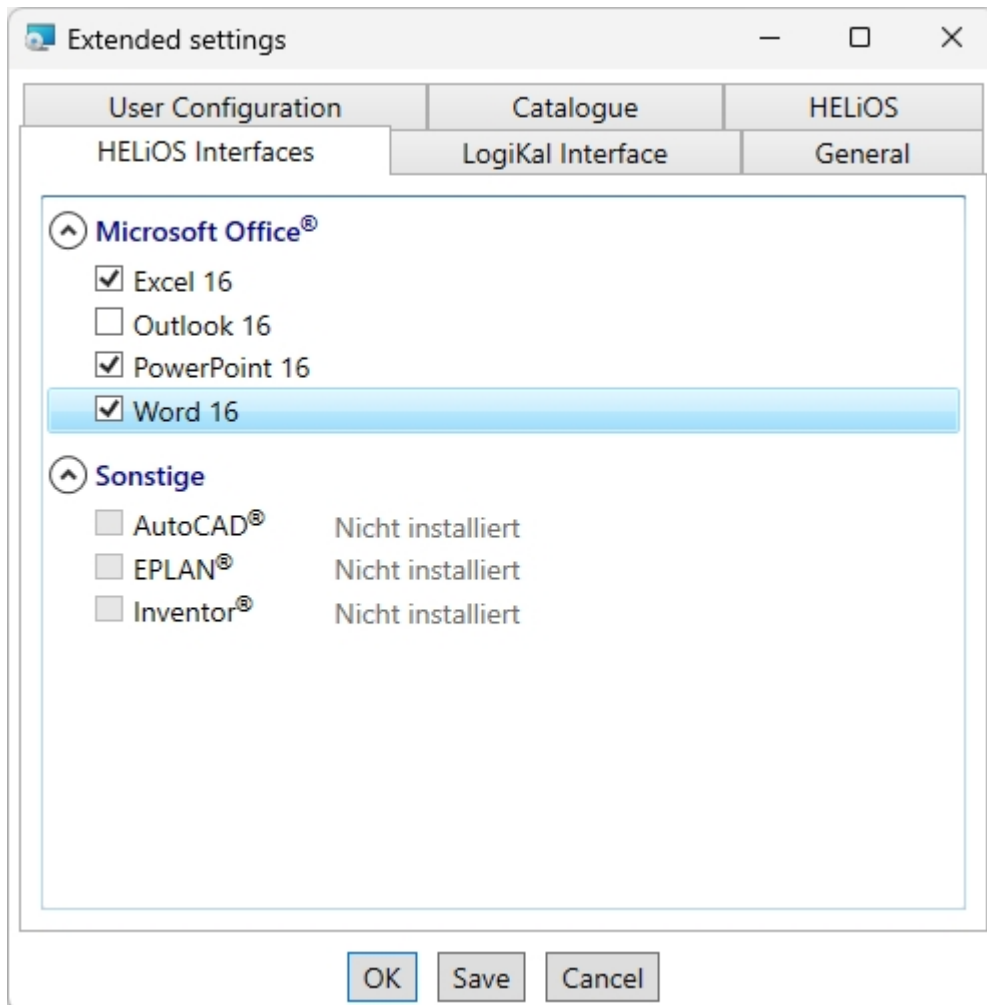 Extended settings
User Configuration Catalogue HELiOS
HELiOS Interfaces LogiKal Interface General
Microsoft Office®
Excel 16
Outlook 16
PowerPoint 16
Word 16
Sonstige
AutoCAD® Nicht installiert
EPLAN® Nicht installiert
Inventor® Nicht installiert
OK Save Cancel